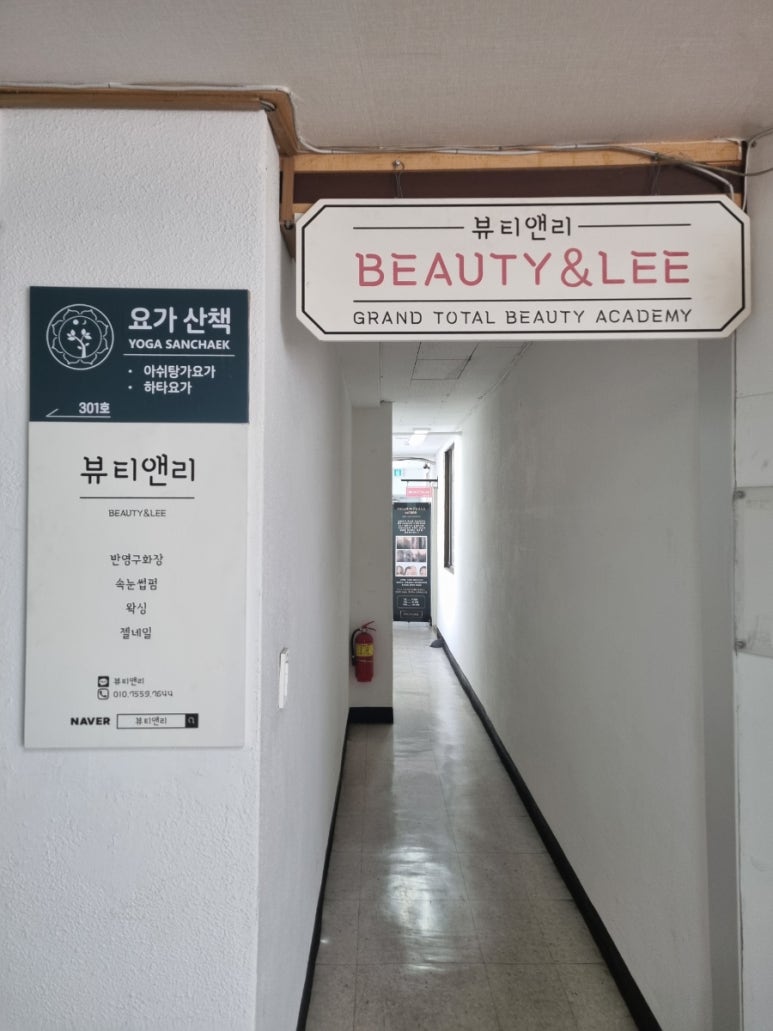 뷰티앤리
BEAUTY&LEE
GRAND TOTAL BEAUTY ACADEMY
요가 산책
YOGA SANCHAEK
• 아쉬탕가요가
• 하타요가
301호
뷰티앤리
BEAUTY&LEE
반영구화장
속눈썹펌
왁싱
젤네일
뷰티앤리
010.7559.7644
NAVER 뷰티앤리